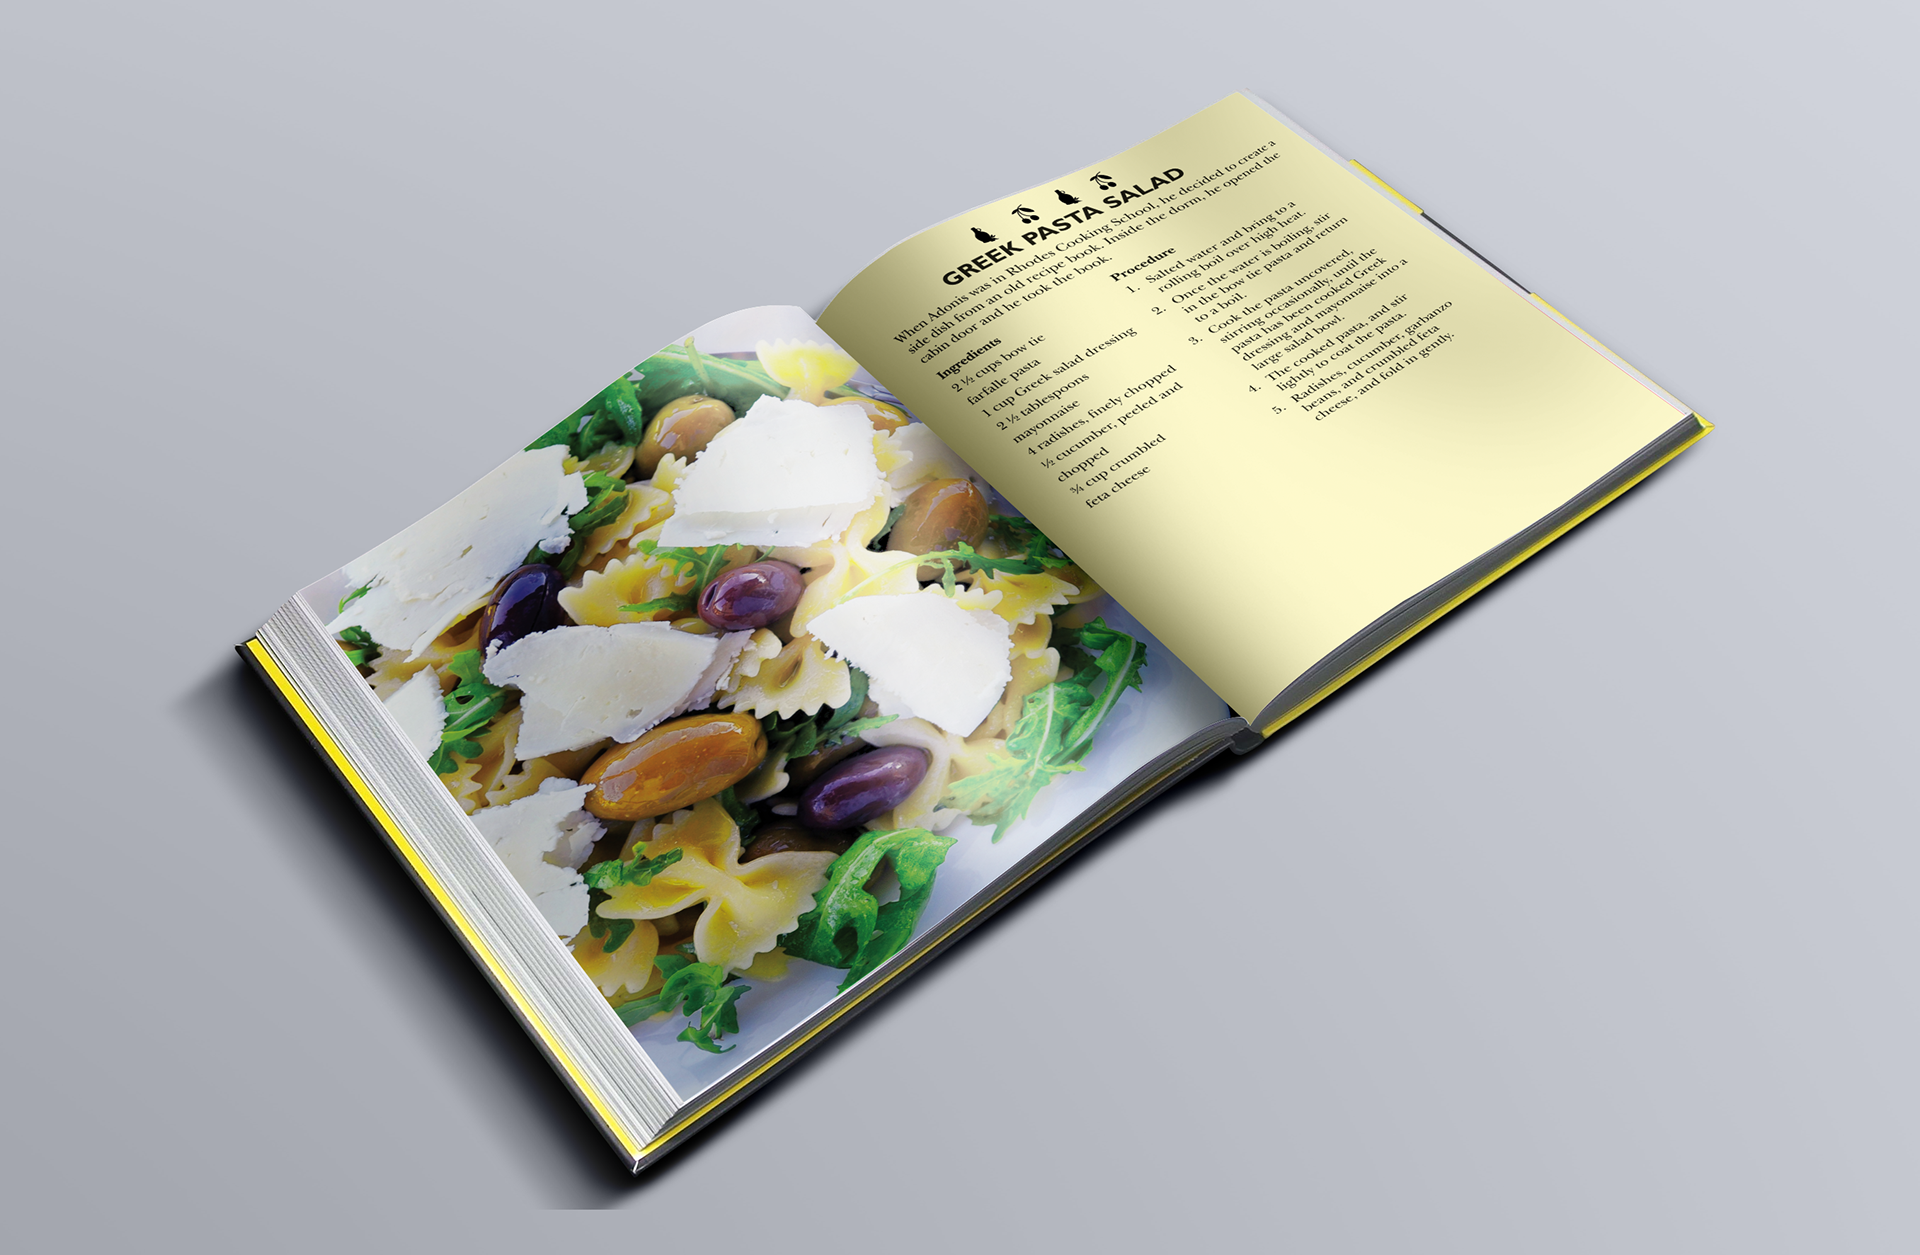 GREEK PASTA SALAD
When Adonis was in Rhodes Cooking School, he decided to create a
side dish from an old recipe book. Inside the dorm, he opened the
cabin door and he took the book.
Ingredients
2 ½ cups bow tie
farfalle pasta
1 cup Greek salad dressing
2 ½ tablespoons
mayonnaise
4 radishes, finely chopped
½ cucumber, peeled and
chopped
¾ cup crumbled
feta cheese
Procedure
1. Salted water and bring to a
rolling boil over high heat.
2. Once the water is boiling, stir
in the bow tie pasta and return
to a boil.
3. Cook the pasta uncovered,
stirring occasionally, until the
pasta has been cooked Greek
dressing and mayonnaise into a
large salad bowl.
4. The cooked pasta, and stir
lightly to coat the pasta.
5. Radishes, cucumber, garbanzo
beans, and crumbled feta
cheese, and fold in gently.